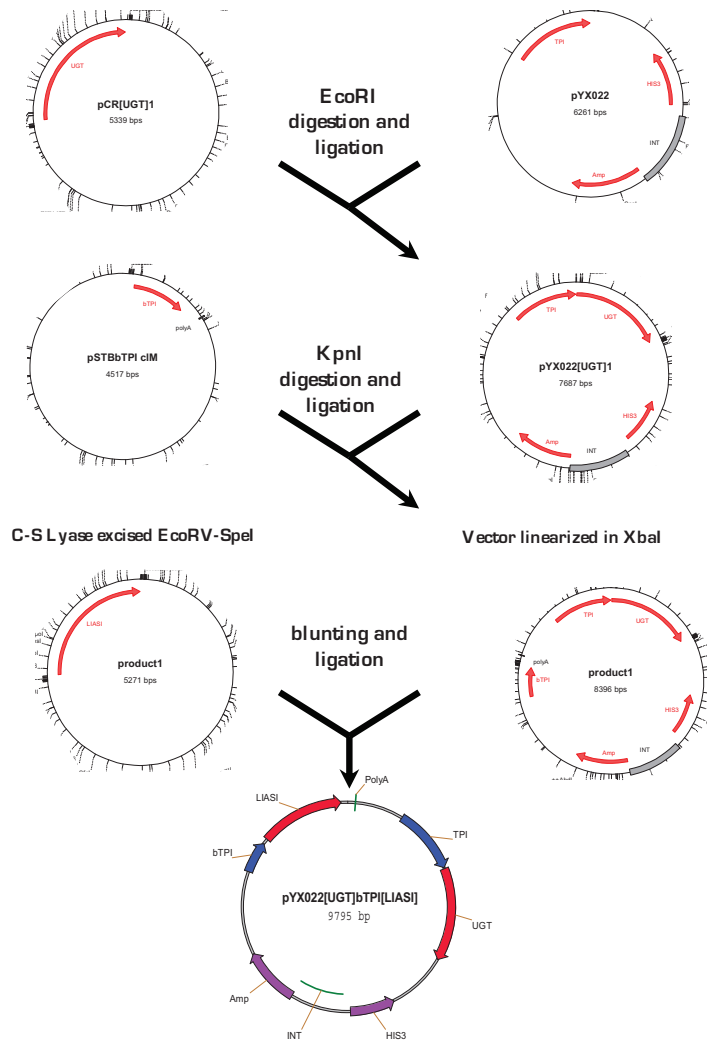 UGT
pCR[UGT]1
5339 bps
EcoRI
digestion and
ligation
TPI
HIS3
pYX022
6261 bps
INT
Amp
bTPI
polyA
pSTBbTPI clM
4517 bps
KpnI
digestion and
ligation
TPI
UGT
pYX022[UGT]1
7687 bps
HIS3
Amp
INT
C-S Lyase excised EcoRV-SpeI
Vector linearized in XbaI
LIASI
product1
5271 bps
blunting and
ligation
TPI
UGT
polyA
bTPI
product1
8396 bps
HIS3
INT
Amp
PolyA
LIASI
TPI
bTPI
pYX022[UGT]bTPI[LIASI]
9795 bp
UGT
Amp
INT
HIS3